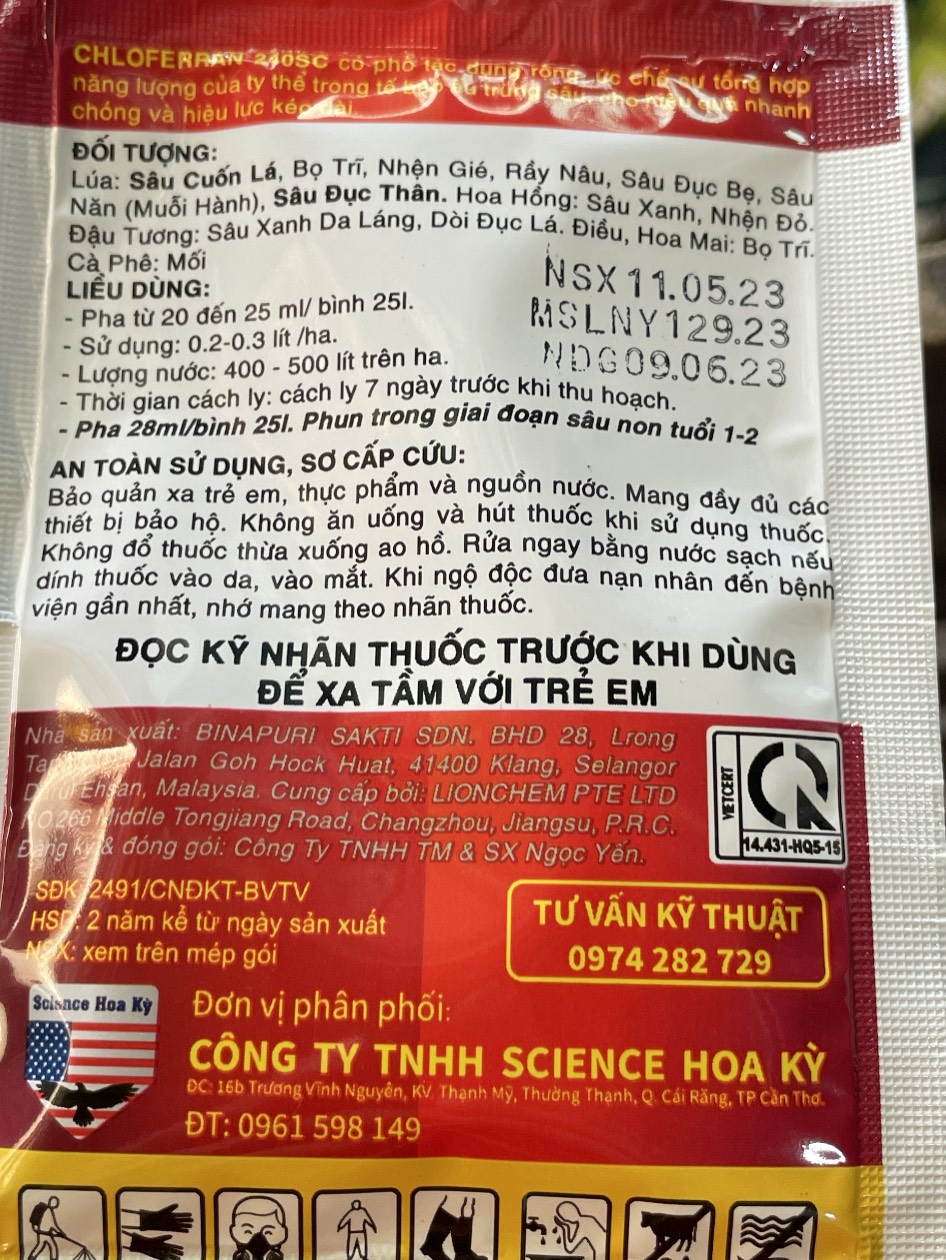 CHLOFERRAN 240SC có phổ tác dụng rộng, ức chế sự tổng hợp
năng lượng của ty thể trong tế bào ấu trùng sâu, cho hiệu quả nhanh
chóng và hiệu lực kéo dài
ĐỐI TƯỢNG:
Lúa: Sâu Cuốn Lá, Bọ Trĩ, Nhện Gié, Rầy Nâu, Sâu Đục Bẹ, Sâu
Năn (Muỗi Hành), Sâu Đục Thân. Hoa Hồng: Sâu Xanh, Nhện Đỏ.
Đậu Tương: Sâu Xanh Da Láng, Dòi Đục Lá. Điều, Hoa Mai: Bọ Trĩ.
Cà Phê: Mối
LIỀU DÙNG:
- Pha từ 20 đến 25 ml/ bình 25l.
- Sử dụng: 0.2-0.3 lít /ha.
- Lượng nước: 400 - 500 lít trên ha.
- Thời gian cách ly: cách ly 7 ngày trước khi thu hoạch.
- Pha 28ml/bình 25l. Phun trong giai đoạn sâu non tuổi 1-2
NSX 11.05.23
MSLNY129.23
NDG09.06.23
AN TOÀN SỬ DỤNG, SƠ CẤP CỨU:
Bảo quản xa trẻ em, thực phẩm và nguồn nước. Mang đầy đủ các
thiết bị bảo hộ. Không ăn uống và hút thuốc khi sử dụng thuốc.
Không đổ thuốc thừa xuống ao hồ. Rửa ngay bằng nước sạch nếu
dính thuốc vào da, vào mắt. Khi ngộ độc đưa nạn nhân đến bệnh
viện gần nhất, nhớ mang theo nhãn thuốc.
ĐỌC KỸ NHÃN THUỐC TRƯỚC KHI DÙNG
ĐỂ XA TẦM VỚI TRẺ EM
Nhà sản xuất: BINAPURI SAKTI SDN. BHD 28, Lrong
Jalan Goh Hock Huat, 41400 Klang, Selangor
Ehsan, Malaysia. Cung cấp bởi: LIONCHEM PTE LTD
NO.266 Middle Tongjiang Road, Changzhou, Jiangsu, P.R.C.
Đăng ký & đóng gói: Công Ty TNHH TM & SX Ngọc Yến.
VIETCERT
14.431-HQ5-15
SĐK: 2491/CNĐKT-BVTV
HSD: 2 năm kể từ ngày sản xuất
NSX: xem trên mép gói
TƯ VẤN KỸ THUẬT
0974 282 729
Science Hoa Kỳ
Đơn vị phân phối:
CÔNG TY TNHH SCIENCE HOA KỲ
ĐC: 16b Trương Vĩnh Nguyên, KV. Thạnh Mỹ, Thường Thạnh, Q. Cái Răng, TP Cần Thơ.
ĐT: 0961 598 149